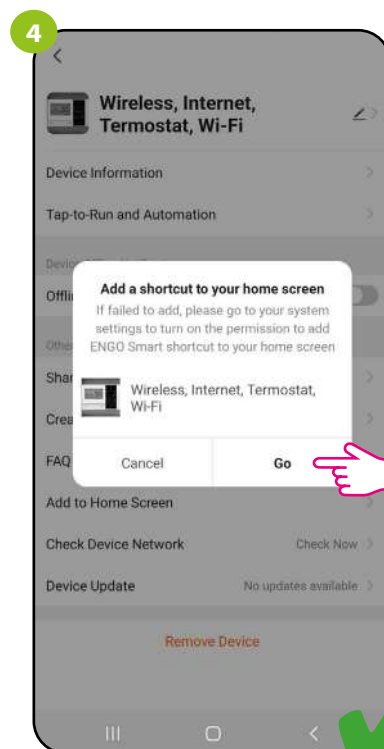 4
Wireless, Internet,
Termostat, Wi-Fi
Device Information
Tap-to-Run and Automation
Add a shortcut to your home screen
If failed to add, please go to your system
settings to turn on the permission to add
ENGO Smart shortcut to your home screen
Wireless, Internet, Termostat,
Wi-Fi
FAQ
Cancel
Go
Add to Home Screen
Check Device Network
Check Now
Device Update
No updates available
Remove Device